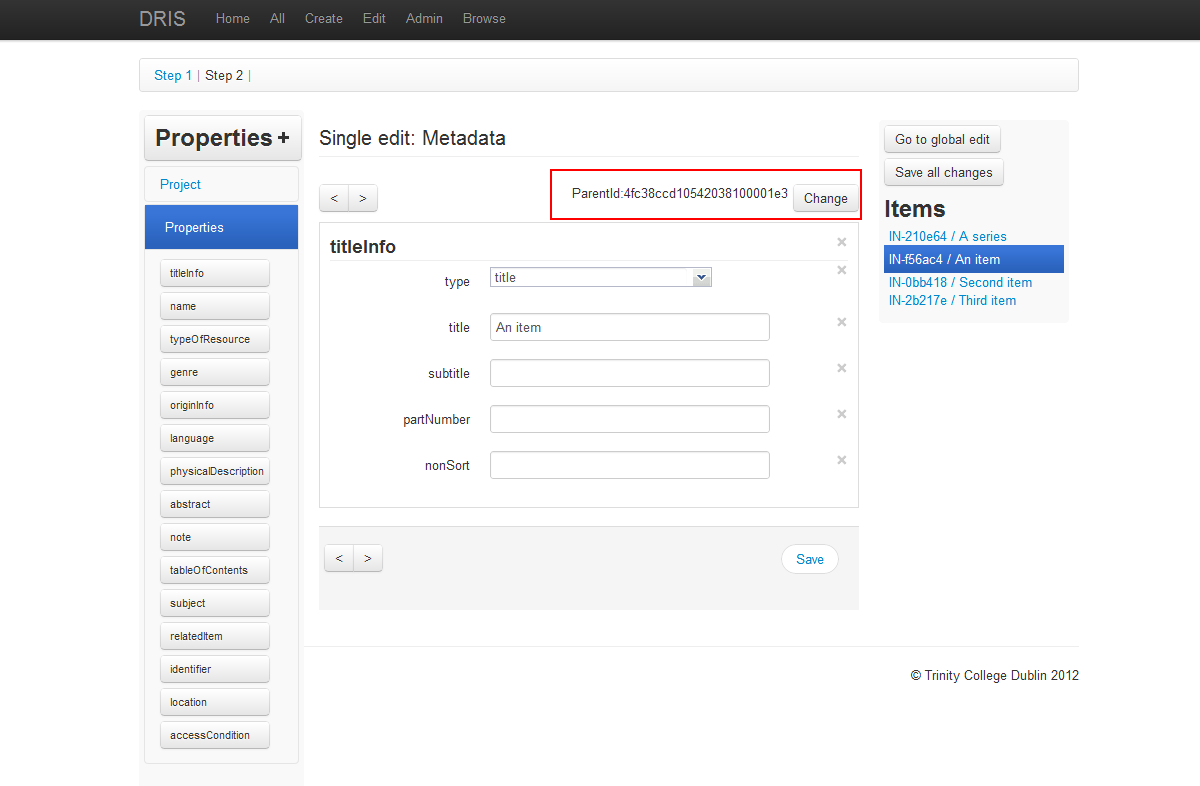 DRIS Home All Create Edit Admin Browse
Step 1 | Step 2 |
Properties +
Project
Properties
titleInfo
name
typeOfResource
genre
originInfo
language
physicalDescription
abstract
note
tableOfContents
subject
relatedItem
identifier
location
accessCondition
Single edit: Metadata
< >
ParentId:4fc38ccd10542038100001e3 Change
titleInfo ×
type title ×
title An item ×
subtitle ×
partNumber ×
nonSort ×
< > Save
Go to global edit
Save all changes
Items
IN-210e64 / A series
IN-f56ac4 / An item
IN-0bb418 / Second item
IN-2b217e / Third item
© Trinity College Dublin 2012